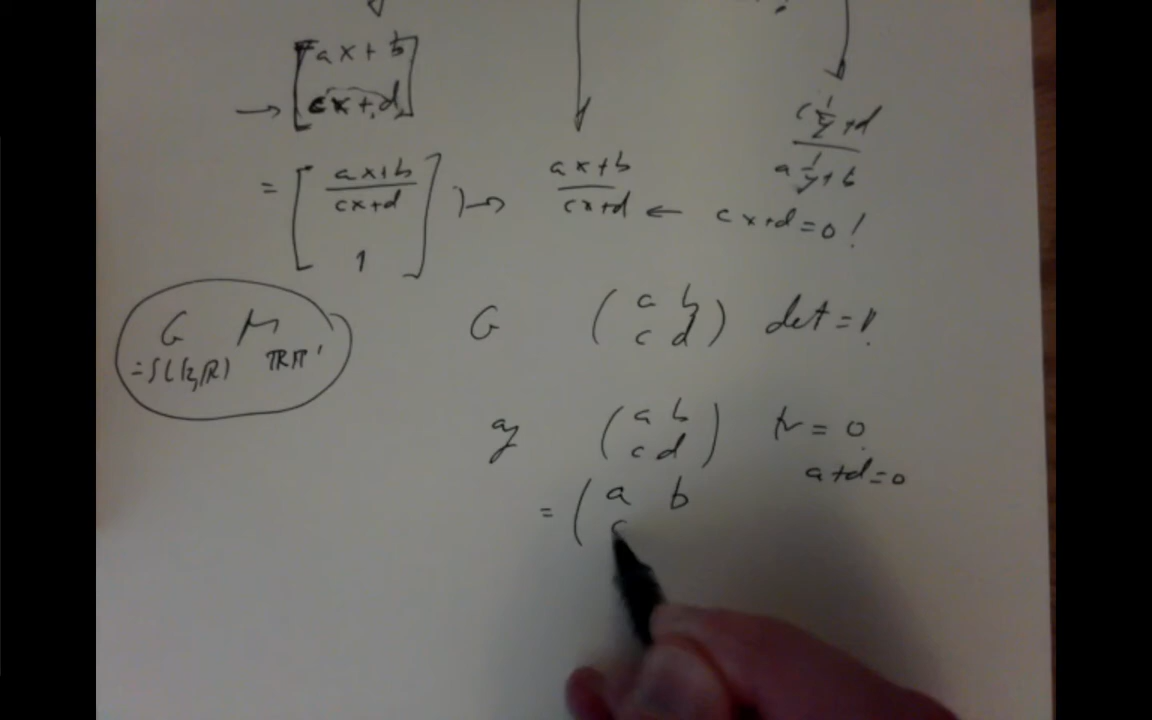 → [ ax+b
cx+d ]
c 1/y +d / a 1/y + b
= [ ax+b / cx+d
1 ] ↦ ax+b / cx+d ← cx+d=0!
G M
=SL(2,ℝ) ℝℙ¹
G ( a b
c d ) det = 1
𝔤 ( a b
c d ) tr = 0
a+d=0
= ( a b
c